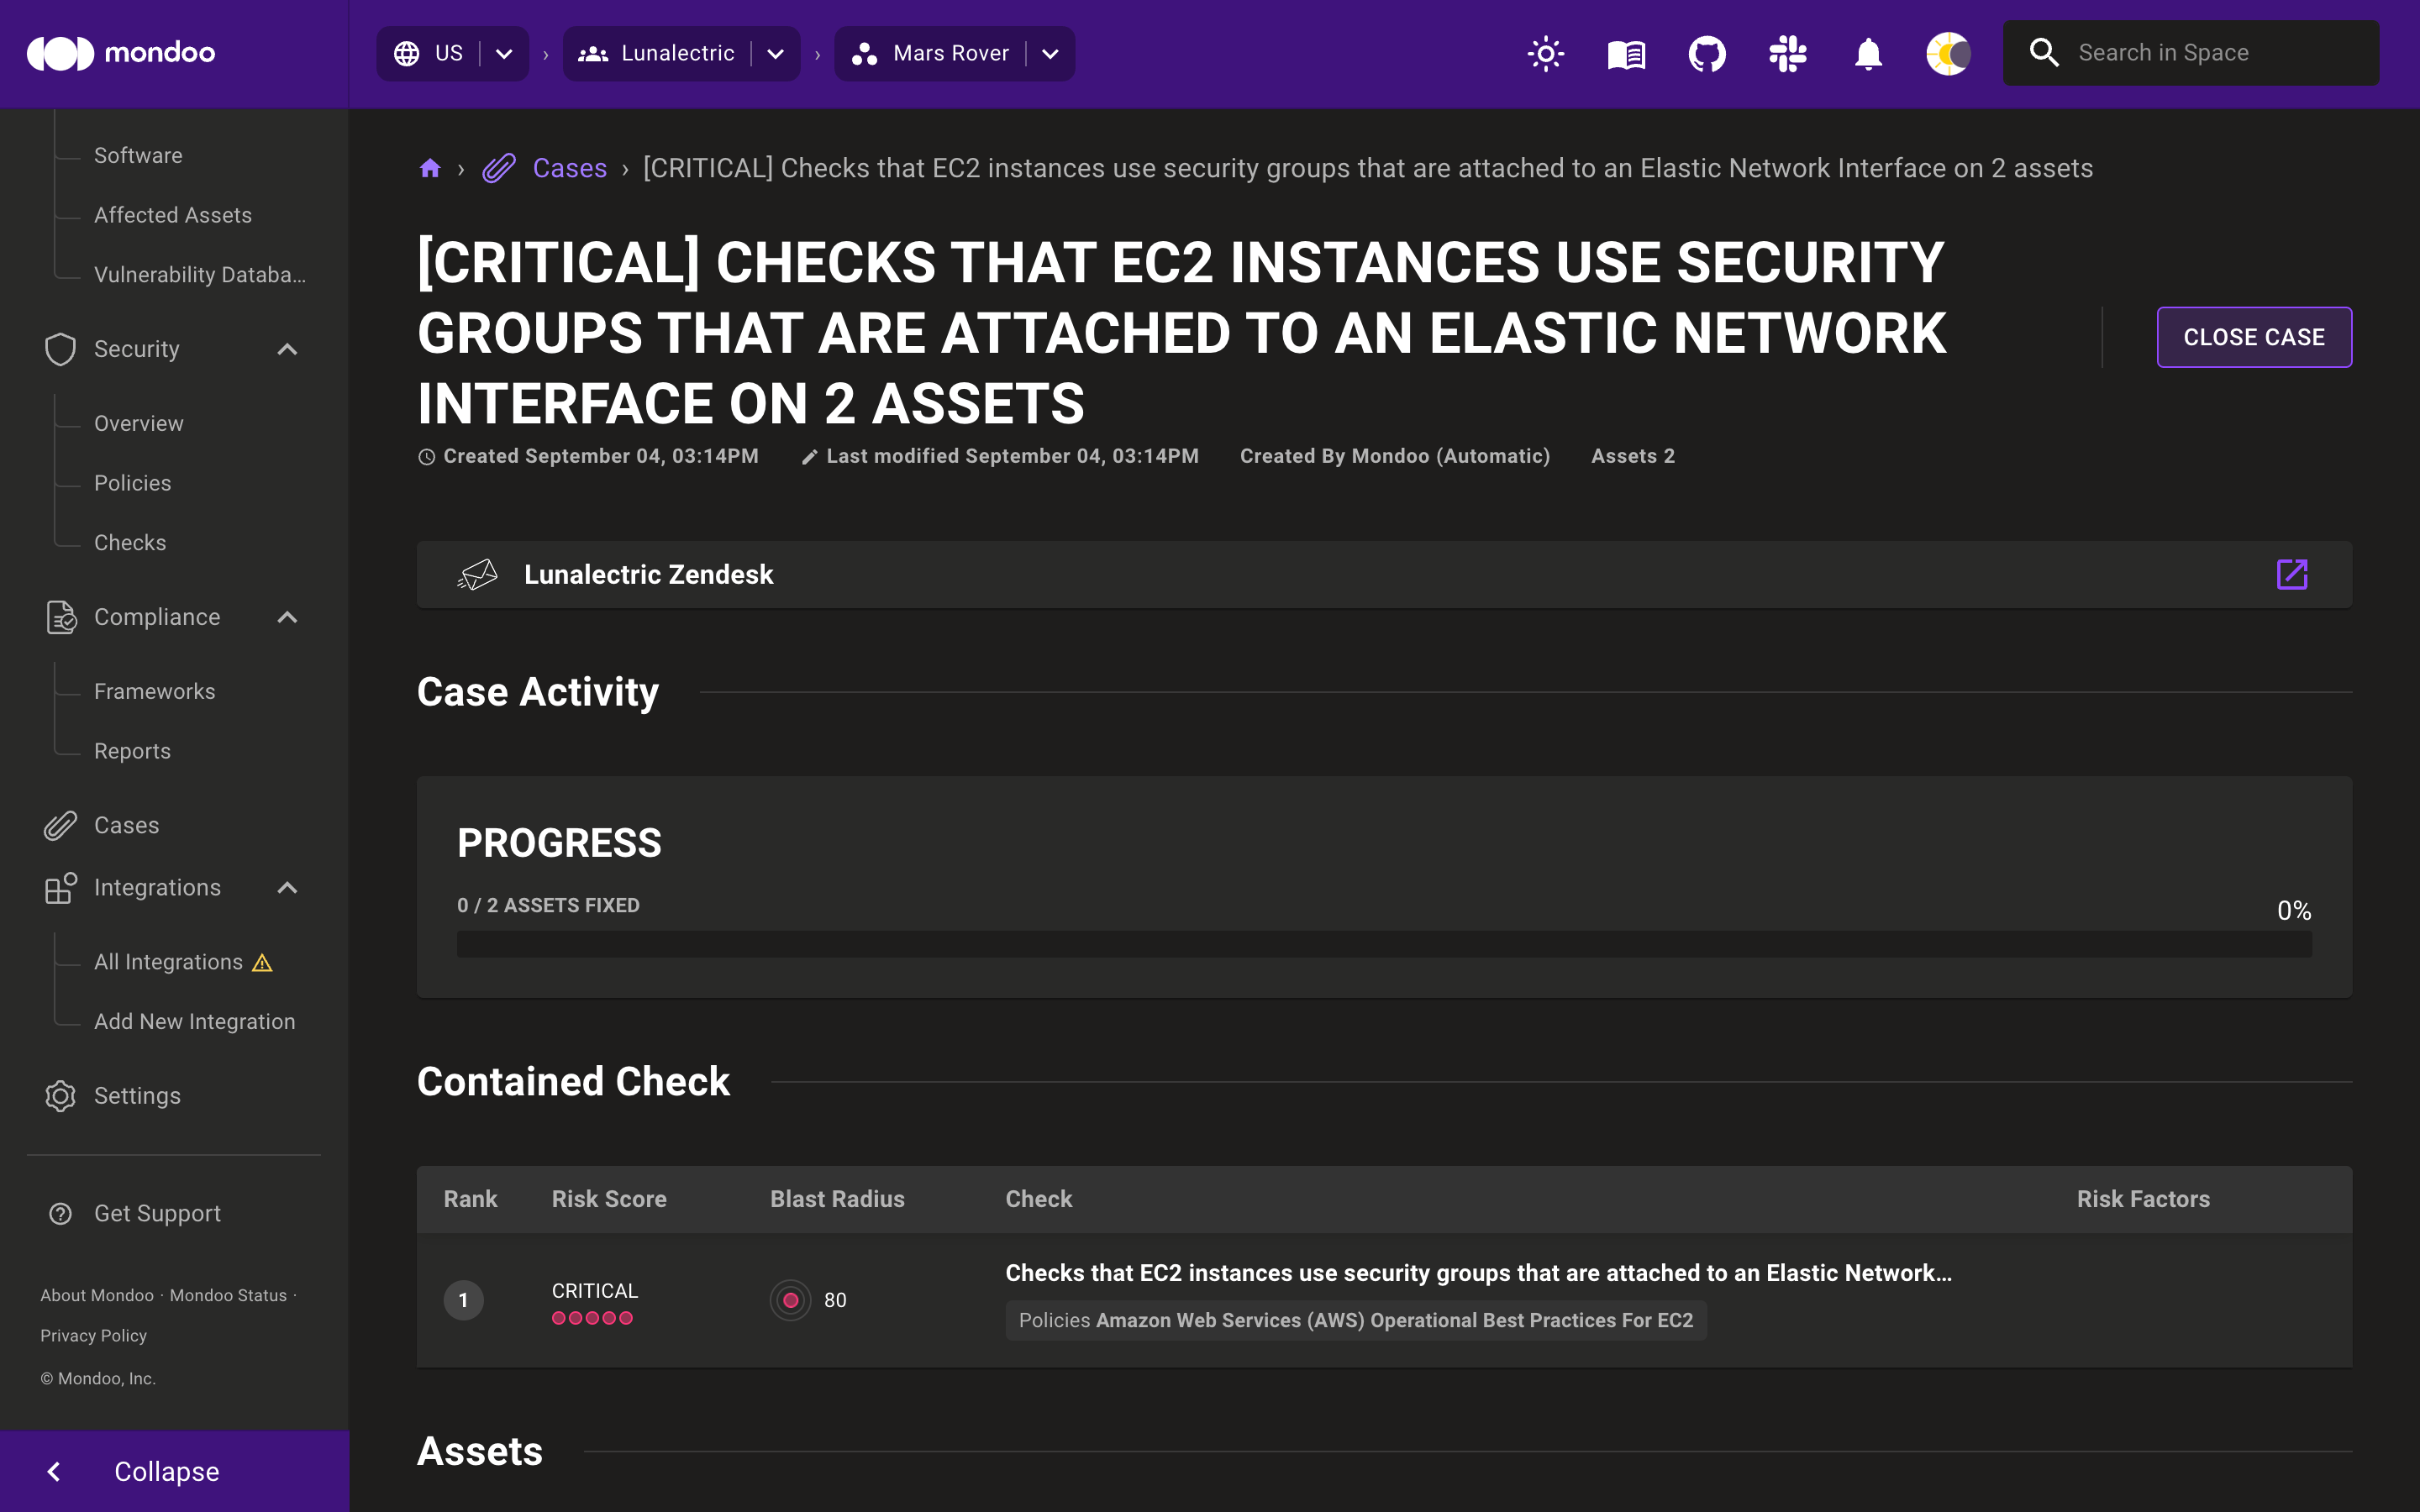 mondoo
US
Lunalectric
Mars Rover
Search in Space
Software
Affected Assets
Vulnerability Databa...
Security
Overview
Policies
Checks
Compliance
Frameworks
Reports
Cases
Integrations
All Integrations
Add New Integration
Settings
Get Support
About Mondoo · Mondoo Status ·
Privacy Policy
© Mondoo, Inc.
Collapse
› Cases › [CRITICAL] Checks that EC2 instances use security groups that are attached to an Elastic Network Interface on 2 assets
[CRITICAL] CHECKS THAT EC2 INSTANCES USE SECURITY
GROUPS THAT ARE ATTACHED TO AN ELASTIC NETWORK
INTERFACE ON 2 ASSETS
CLOSE CASE
Created September 04, 03:14PM Last modified September 04, 03:14PM Created By Mondoo (Automatic) Assets 2
Lunalectric Zendesk
Case Activity
PROGRESS
0 / 2 ASSETS FIXED
0%
Contained Check
Rank Risk Score Blast Radius Check Risk Factors
1 CRITICAL 80
Checks that EC2 instances use security groups that are attached to an Elastic Network...
Policies Amazon Web Services (AWS) Operational Best Practices For EC2
Assets